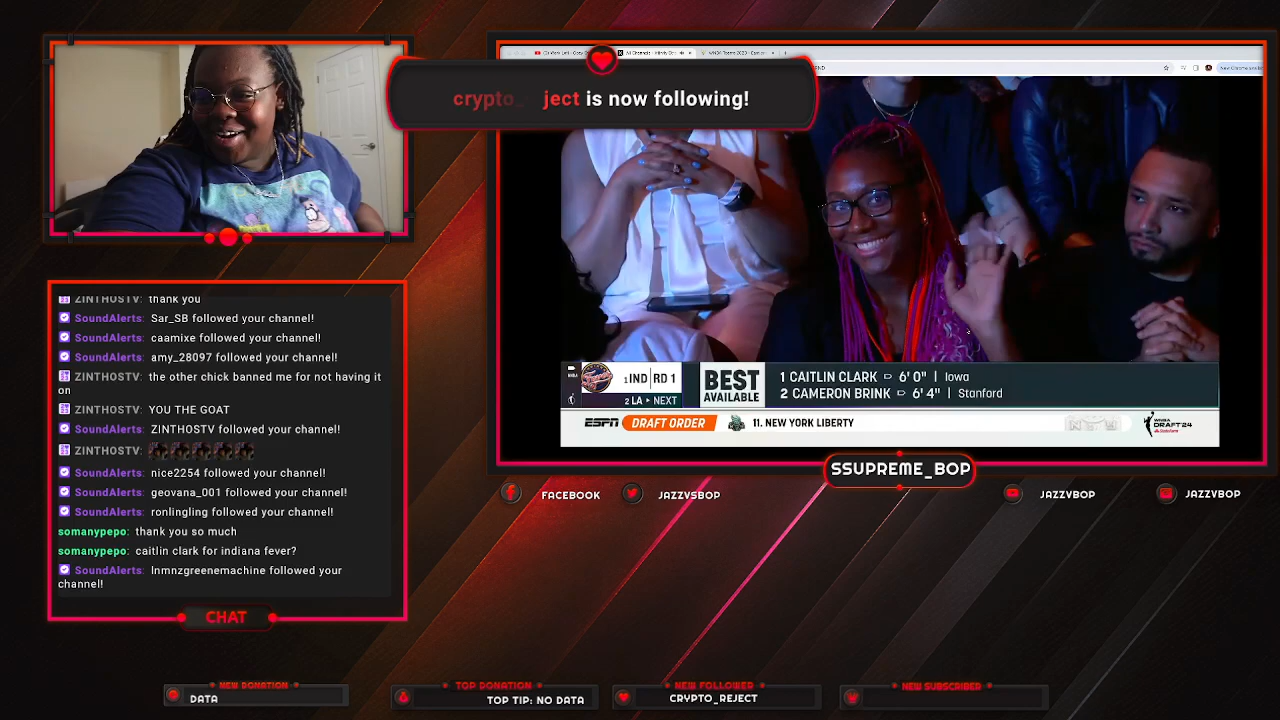 crypto_ ject is now following!
ZINTHOSTV: thank you
SoundAlerts: Sar_SB followed your channel!
SoundAlerts: caamixe followed your channel!
SoundAlerts: amy_28097 followed your channel!
ZINTHOSTV: the other chick banned me for not having it
on
ZINTHOSTV: YOU THE GOAT
SoundAlerts: ZINTHOSTV followed your channel!
ZINTHOSTV:
SoundAlerts: nice2254 followed your channel!
SoundAlerts: geovana_001 followed your channel!
SoundAlerts: ronlingling followed your channel!
somanypepo: thank you so much
somanypepo: caitlin clark for indiana fever?
SoundAlerts: lnmnzgreenemachine followed your
channel!
CHAT
1 IND RD 1
2 LA ▸ NEXT
BEST
AVAILABLE
1 CAITLIN CLARK 6' 0" | Iowa
2 CAMERON BRINK 6' 4" | Stanford
ESPN DRAFT ORDER 11. NEW YORK LIBERTY
WNBA
DRAFT'24
SSUPREME_BOP
FACEBOOK
JAZZVSBOP
JAZZVBOP
JAZZVBOP
NEW DONATION
DATA
TOP DONATION
TOP TIP: NO DATA
NEW FOLLOWER
CRYPTO_REJECT
NEW SUBSCRIBER